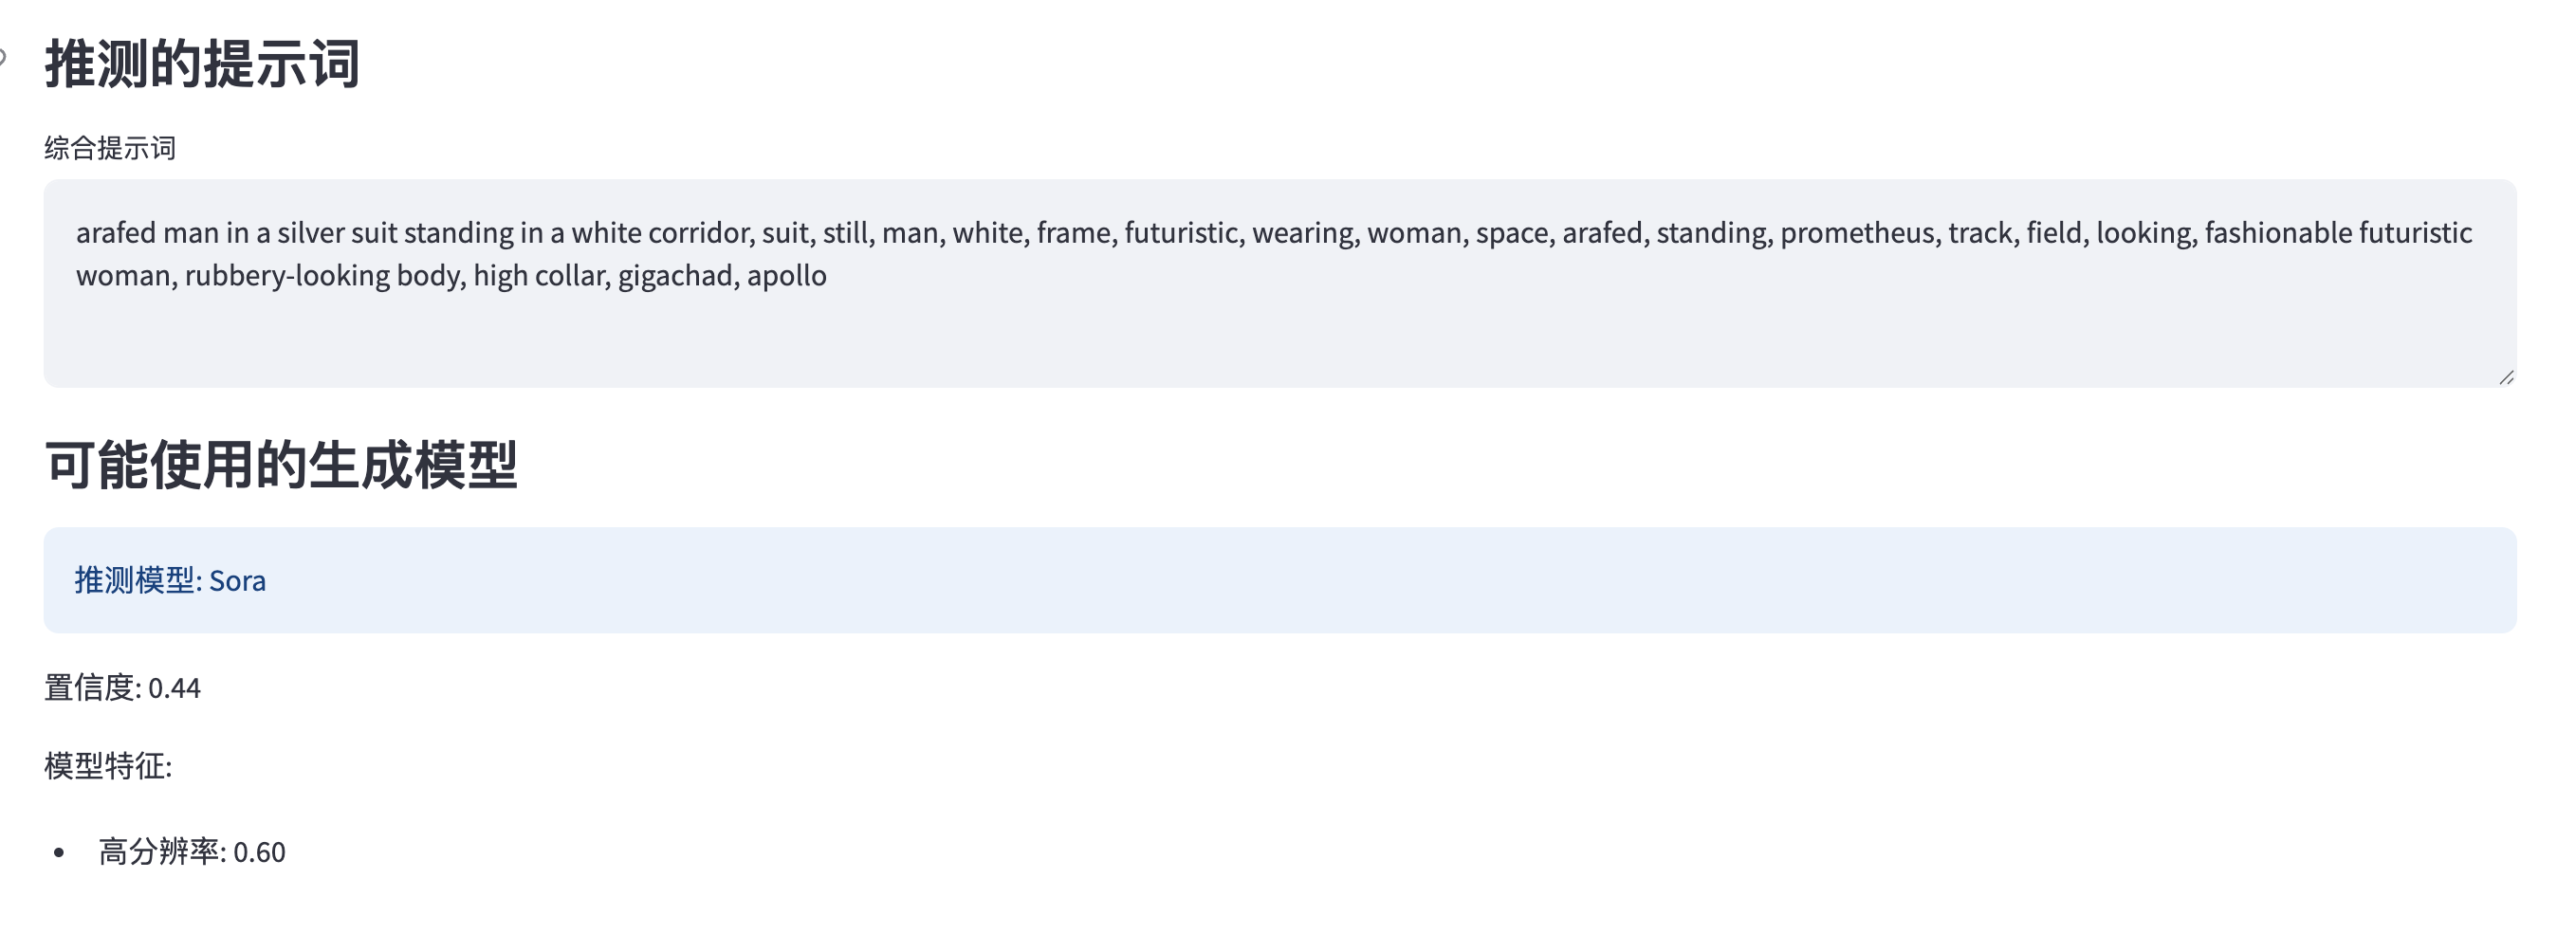 推测的提示词
综合提示词
arafed man in a silver suit standing in a white corridor, suit, still, man, white, frame, futuristic, wearing, woman, space, arafed, standing, prometheus, track, field, looking, fashionable futuristic
woman, rubbery-looking body, high collar, gigachad, apollo
可能使用的生成模型
推测模型: Sora
置信度: 0.44
模型特征:
• 高分辨率: 0.60